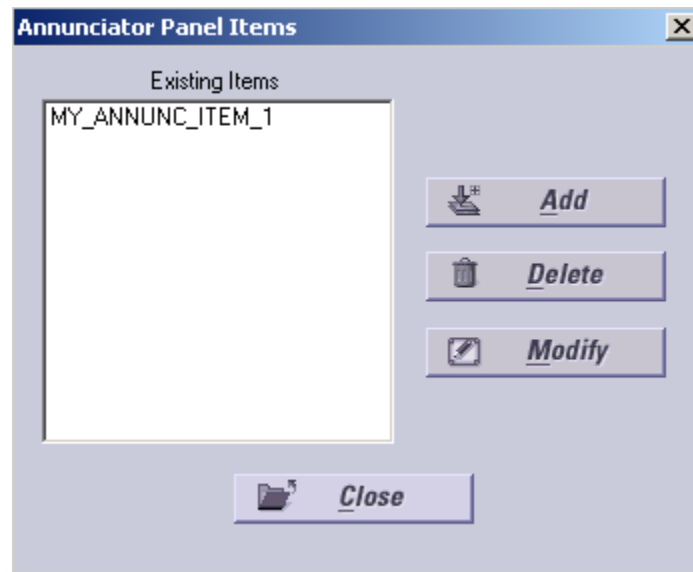 Annunciator Panel Items
Existing Items
MY_ANNUNC_ITEM_1
Add
Delete
Modify
Close